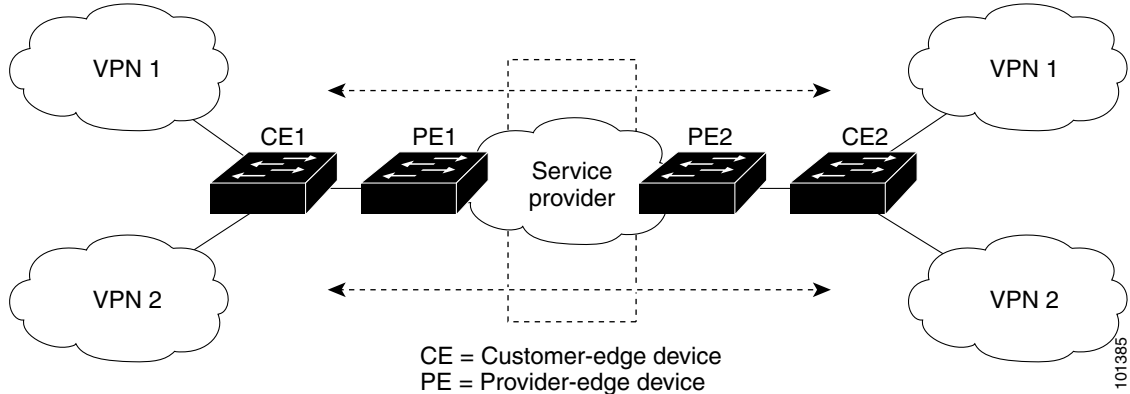 VPN 1
VPN 1
CE1
PE1
PE2
CE2
Service
provider
VPN 2
VPN 2
CE = Customer-edge device
PE = Provider-edge device
101385